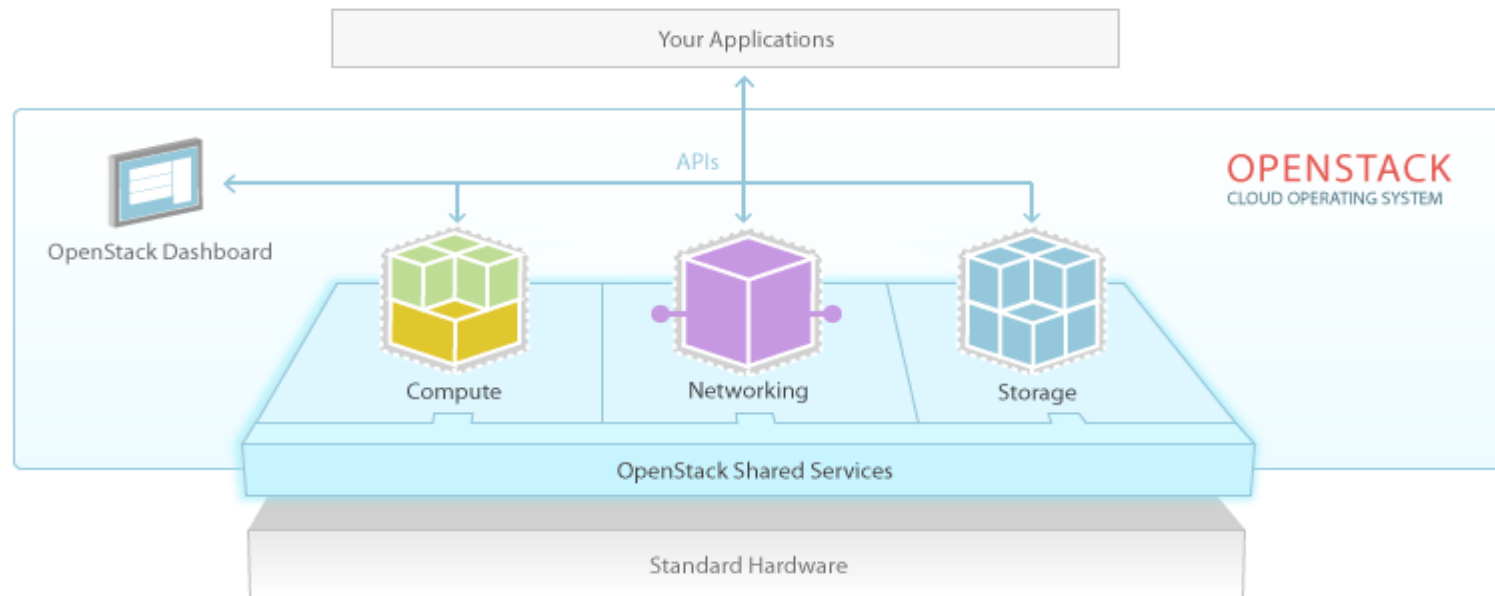 Your Applications
APIs
OPENSTACK
CLOUD OPERATING SYSTEM
OpenStack Dashboard
Compute
Networking
Storage
OpenStack Shared Services
Standard Hardware